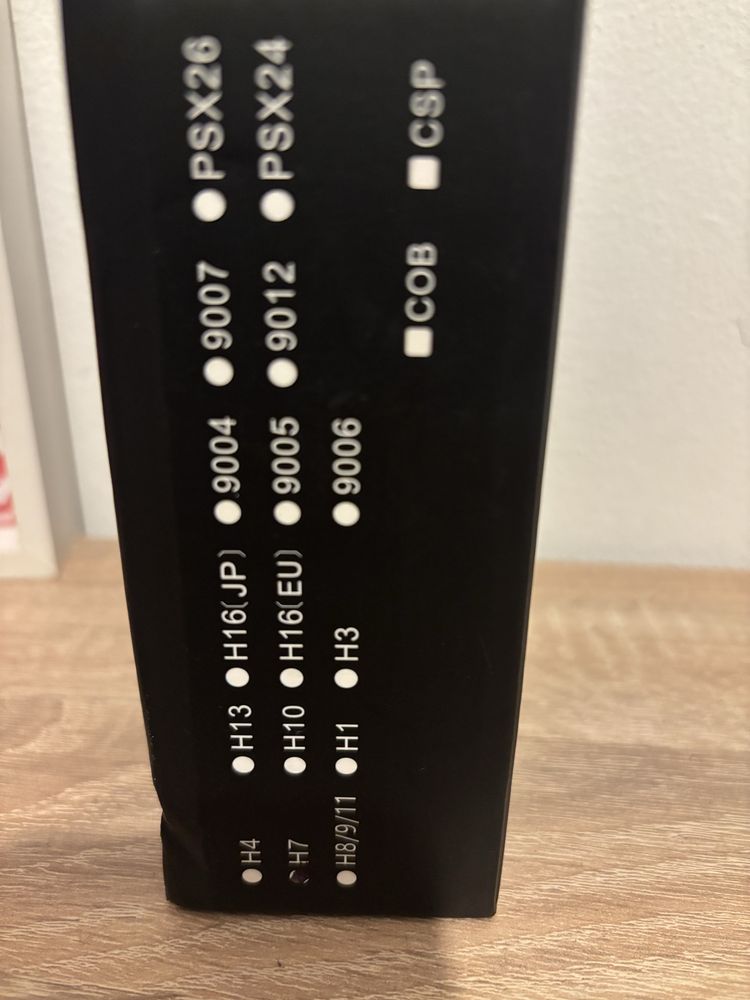 H4 H13 H16(JP) 9004 9007 PSX26
H7 H10 H16(EU) 9005 9012 PSX24
H8/9/11 H1 H3 9006
COB CSP